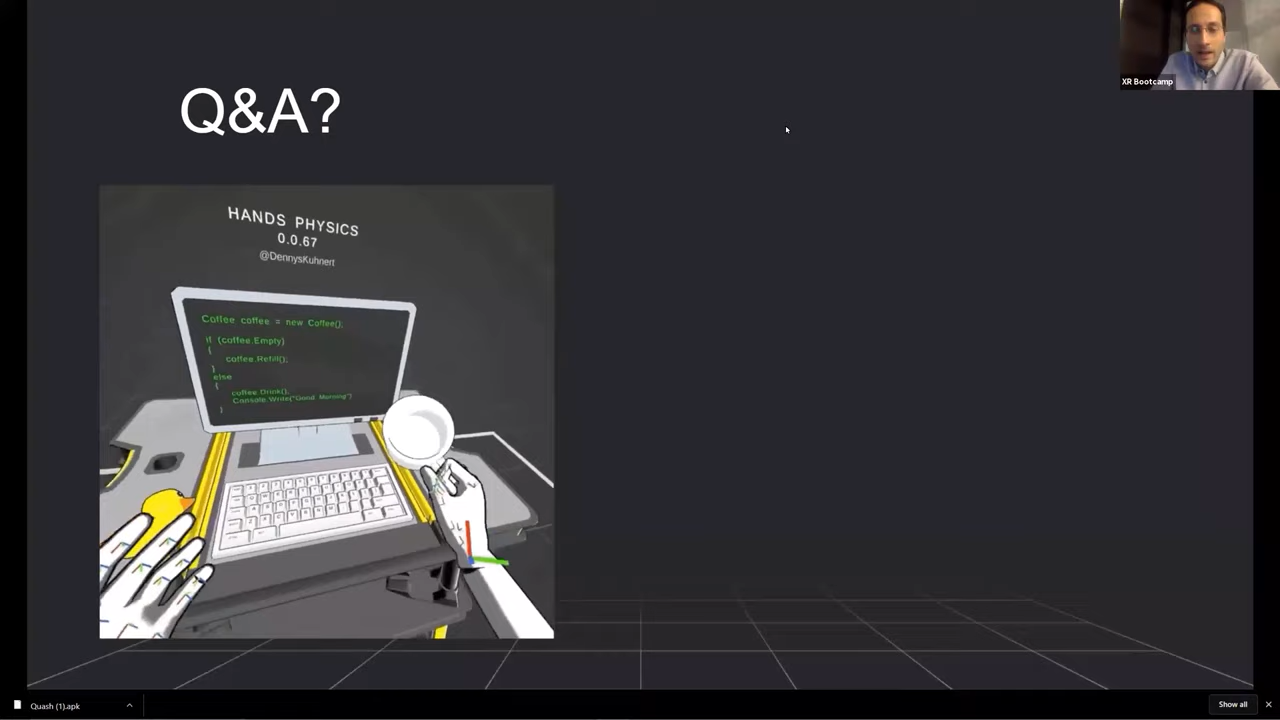 XR Bootcamp
Q&A?
HANDS PHYSICS
0.0.67
@DennysKuhnert
Coffee coffee = new Coffee();
if (coffee.Empty)
{
coffee.Refill();
}
else
{
coffee.Drink();
Console.Write("Good Morning")
}
Quash (1).apk
Show all